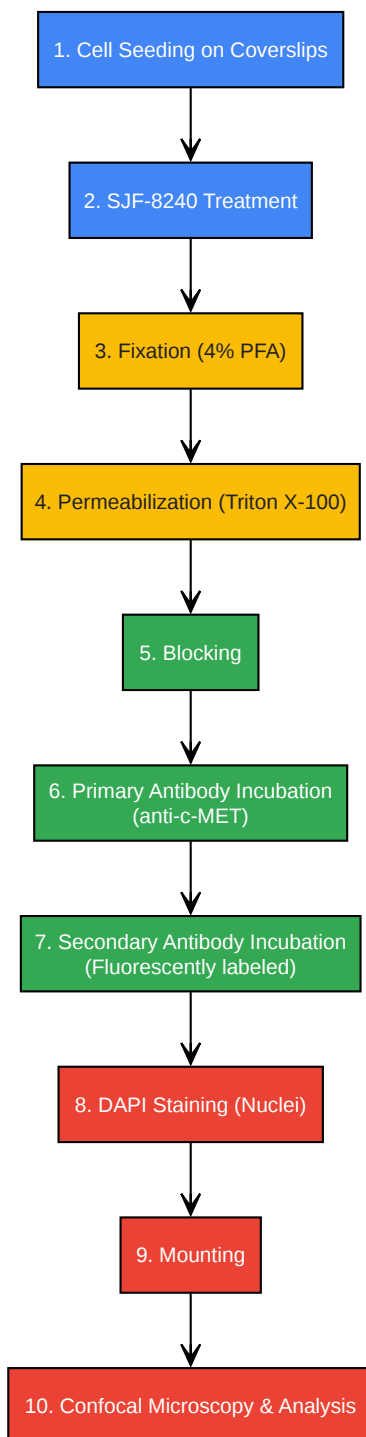 1. Cell Seeding on Coverslips
2. SJF-8240 Treatment
3. Fixation (4% PFA)
4. Permeabilization (Triton X-100)
5. Blocking
6. Primary Antibody Incubation
(anti-c-MET)
7. Secondary Antibody Incubation
(Fluorescently labeled)
8. DAPI Staining (Nuclei)
9. Mounting
10. Confocal Microscopy & Analysis